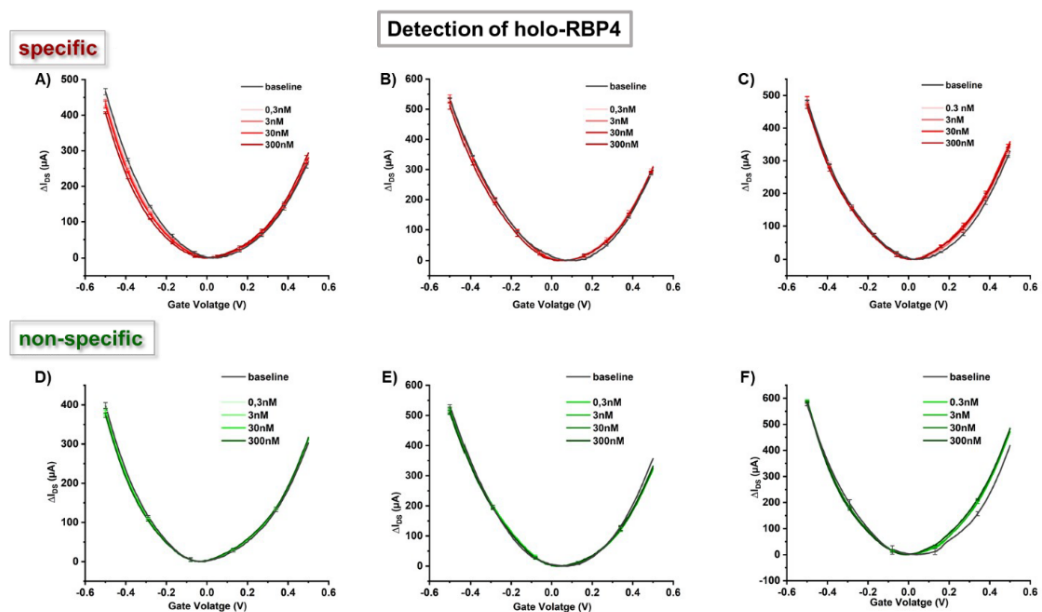 Detection of holo-RBP4
specific
A)
500
400
300
200
100
0
ΔIDS (µA)
-0.6 -0.4 -0.2 0.0 0.2 0.4 0.6
Gate Volatge (V)
baseline
0,3nM
3nM
30nM
300nM
B)
600
500
400
300
200
100
0
ΔIDS (µA)
-0.6 -0.4 -0.2 0.0 0.2 0.4 0.6
Gate Volatge (V)
baseline
0,3nM
3nM
30nM
300nM
C)
500
400
300
200
100
0
ΔIDS (µA)
-0.6 -0.4 -0.2 0.0 0.2 0.4 0.6
Gate Volatge (V)
baseline
0.3 nM
3nM
30nM
300nM
non-specific
D)
400
300
200
100
0
ΔIDS (µA)
-0.6 -0.4 -0.2 0.0 0.2 0.4 0.6
Gate Volatge (V)
baseline
0,3nM
3nM
30nM
300nM
E)
600
500
400
300
200
100
0
ΔIDS (µA)
-0.6 -0.4 -0.2 0.0 0.2 0.4 0.6
Gate Volatge (V)
baseline
0,3nM
3nM
30nM
300nM
F)
600
500
400
300
200
100
0
-100
ΔIDS (µA)
-0.6 -0.4 -0.2 0.0 0.2 0.4 0.6
Gate Volatge (V)
baseline
0.3nM
3nM
30nM
300nM